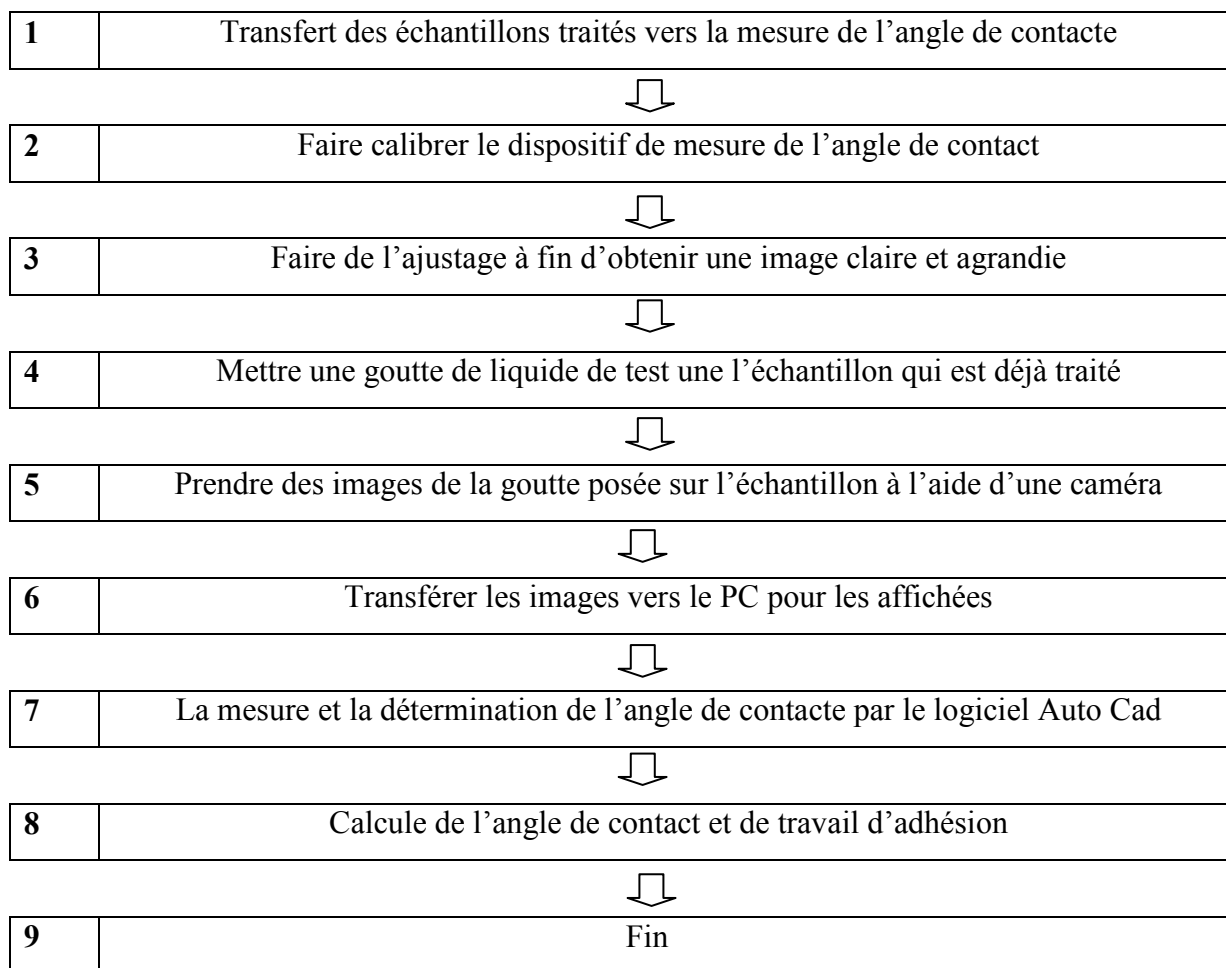 1 Transfert des échantillons traités vers la mesure de l’angle de contacte
2 Faire calibrer le dispositif de mesure de l’angle de contact
3 Faire de l’ajustage à fin d’obtenir une image claire et agrandie
4 Mettre une goutte de liquide de test une l’échantillon qui est déjà traité
5 Prendre des images de la goutte posée sur l’échantillon à l’aide d’une caméra
6 Transférer les images vers le PC pour les affichées
7 La mesure et la détermination de l’angle de contacte par le logiciel Auto Cad
8 Calcule de l’angle de contact et de travail d’adhésion
9 Fin